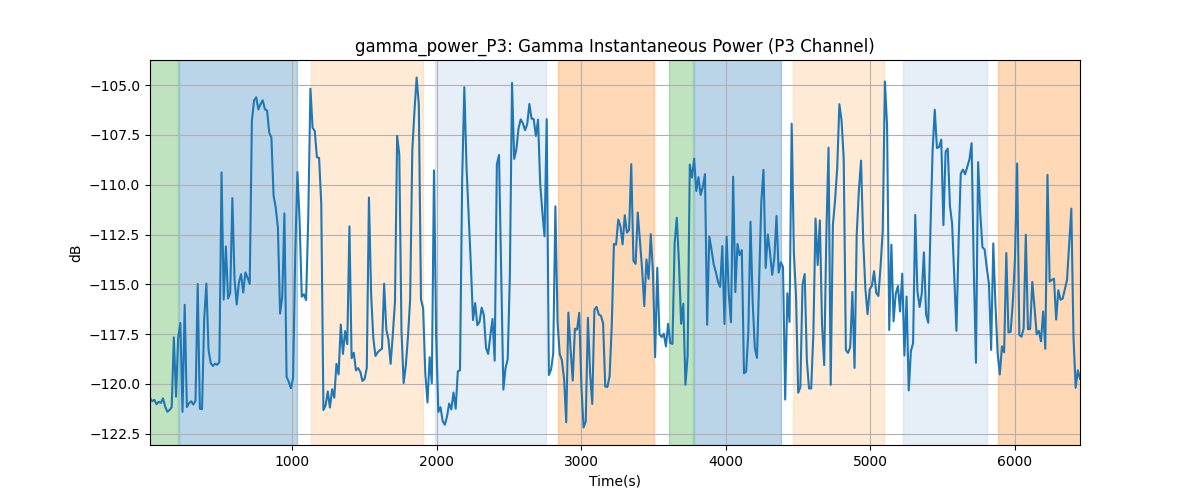 gamma_power_P3: Gamma Instantaneous Power (P3 Channel)
−105.0
−107.5
−110.0
−112.5
−115.0
−117.5
−120.0
−122.5
dB
1000 2000 3000 4000 5000 6000
Time(s)